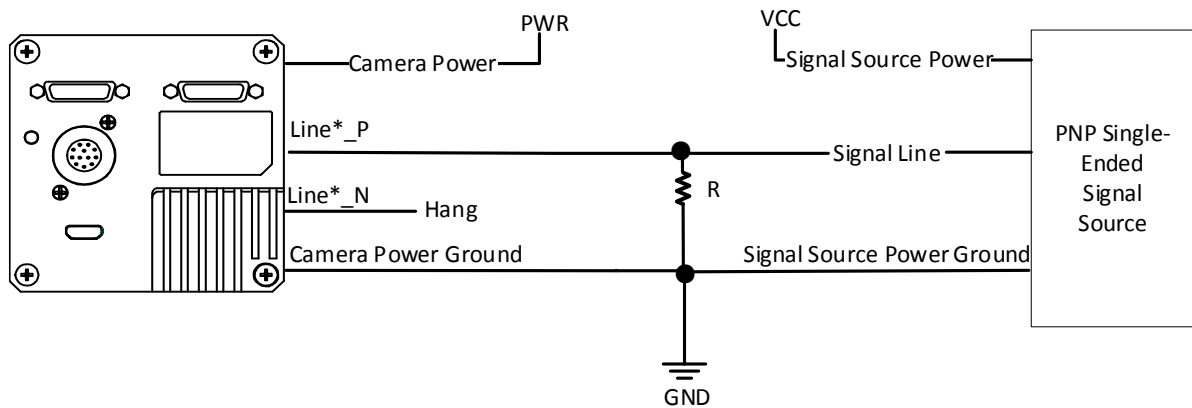 PWR
VCC
Camera Power
Signal Source Power
Line*_P
Signal Line
PNP Single-
Ended
Signal
Source
R
Line*_N
Hang
Camera Power Ground
Signal Source Power Ground
GND